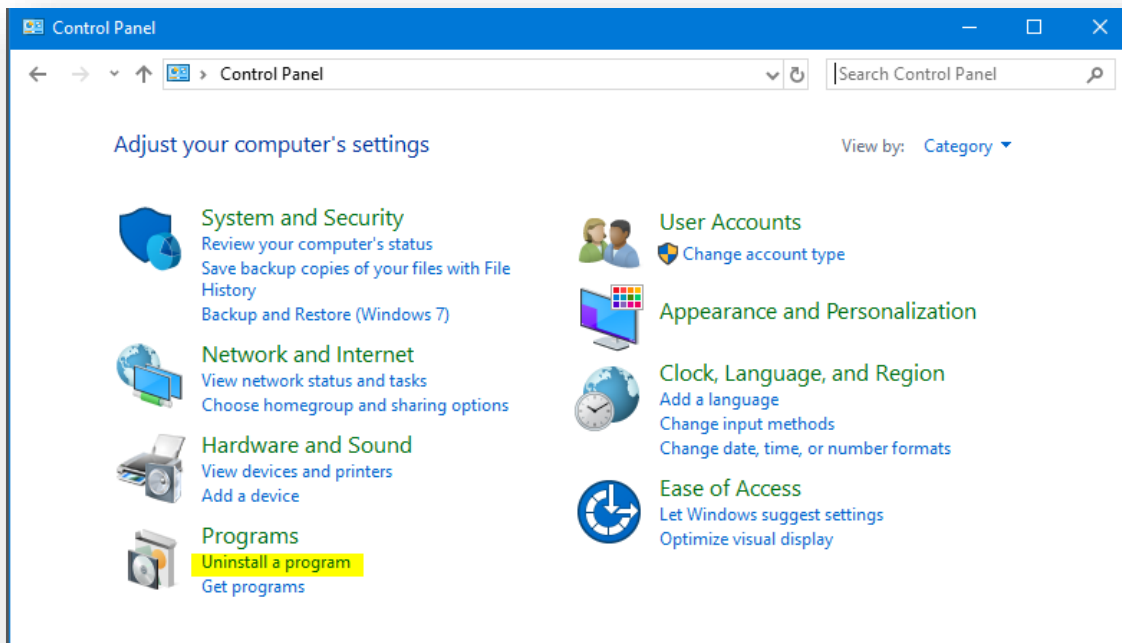 Control Panel
Control Panel
Search Control Panel
Adjust your computer's settings
View by: Category
System and Security
Review your computer's status
Save backup copies of your files with File
History
Backup and Restore (Windows 7)
Network and Internet
View network status and tasks
Choose homegroup and sharing options
Hardware and Sound
View devices and printers
Add a device
Programs
Uninstall a program
Get programs
User Accounts
Change account type
Appearance and Personalization
Clock, Language, and Region
Add a language
Change input methods
Change date, time, or number formats
Ease of Access
Let Windows suggest settings
Optimize visual display